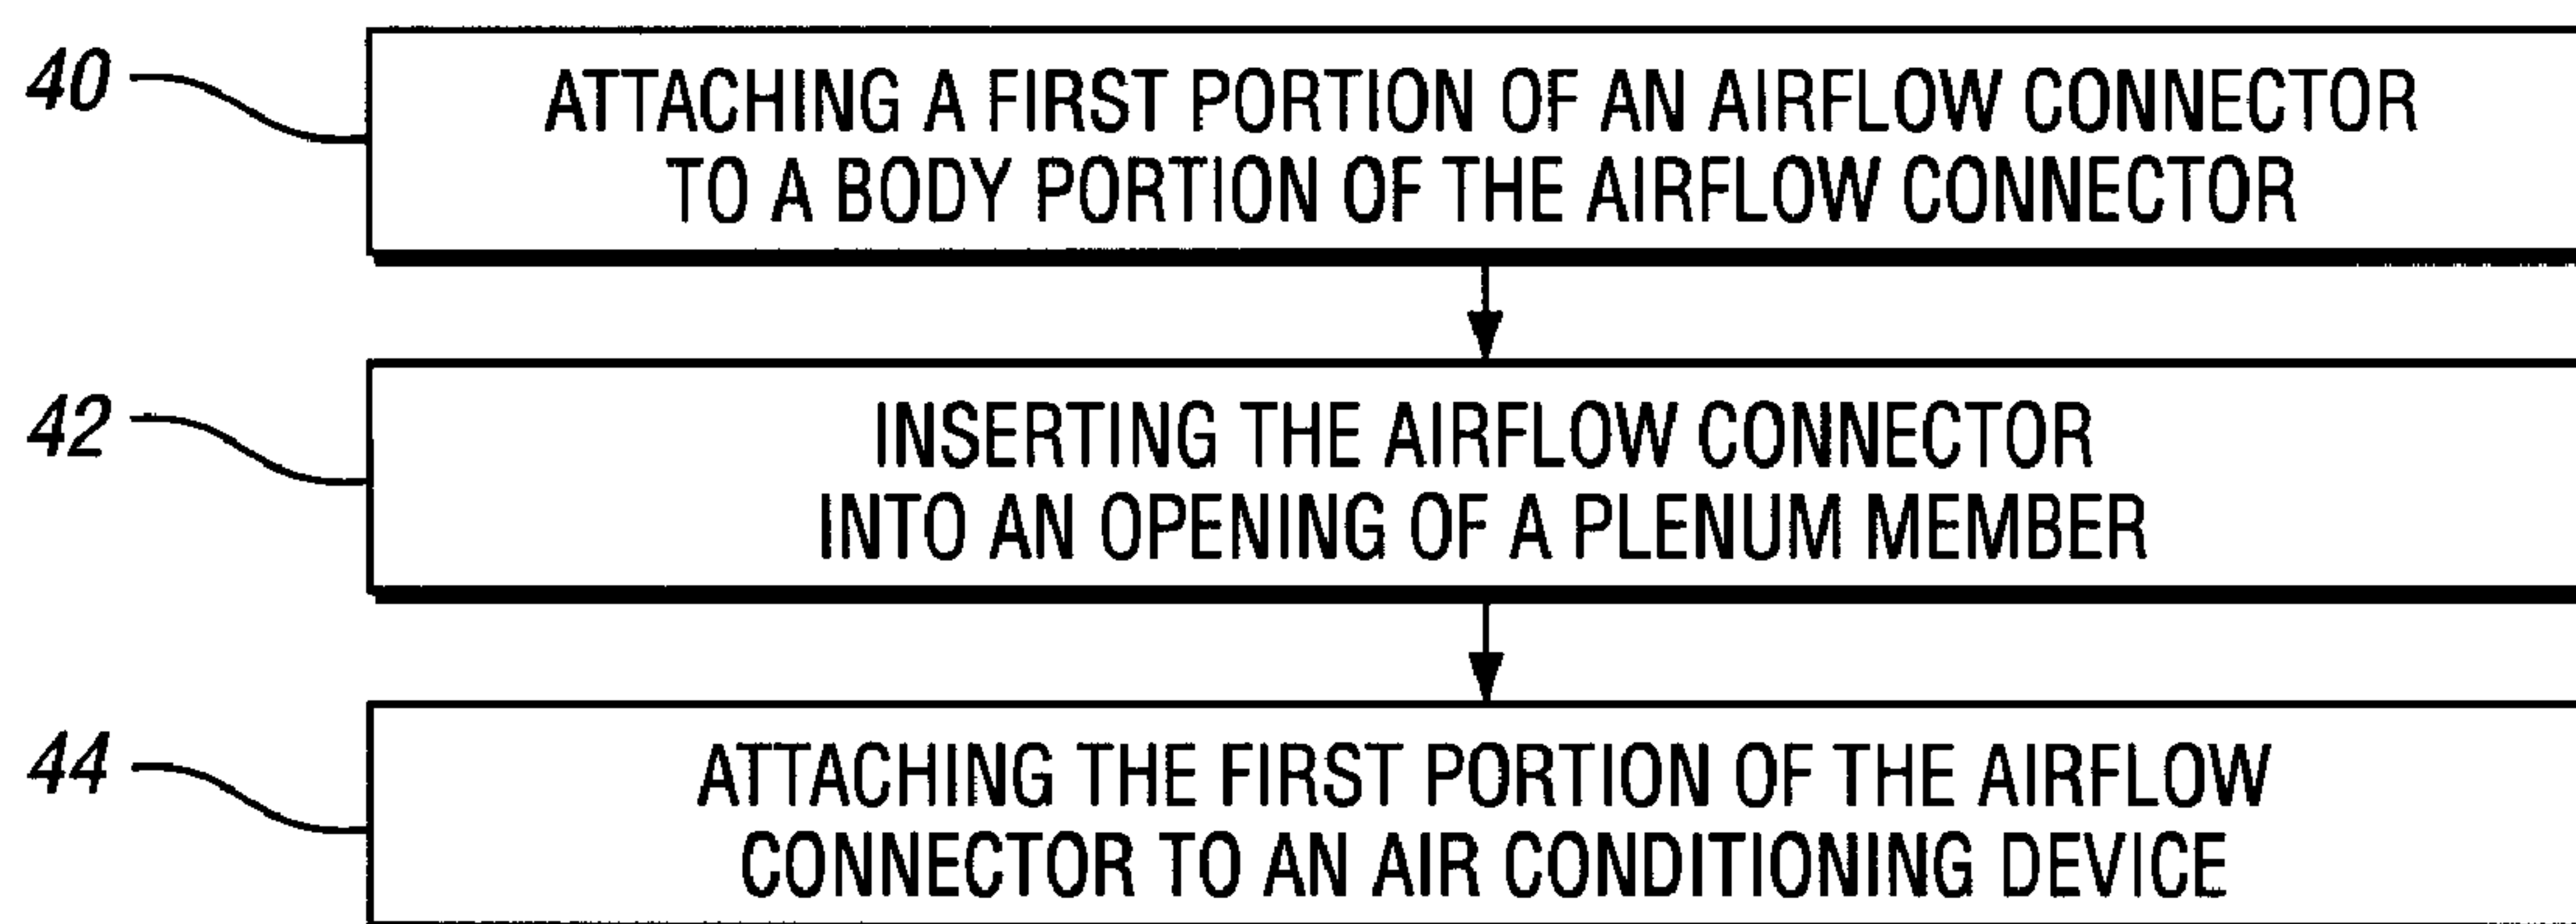 40
ATTACHING A FIRST PORTION OF AN AIRFLOW CONNECTOR
TO A BODY PORTION OF THE AIRFLOW CONNECTOR
42
INSERTING THE AIRFLOW CONNECTOR
INTO AN OPENING OF A PLENUM MEMBER
44
ATTACHING THE FIRST PORTION OF THE AIRFLOW
CONNECTOR TO AN AIR CONDITIONING DEVICE